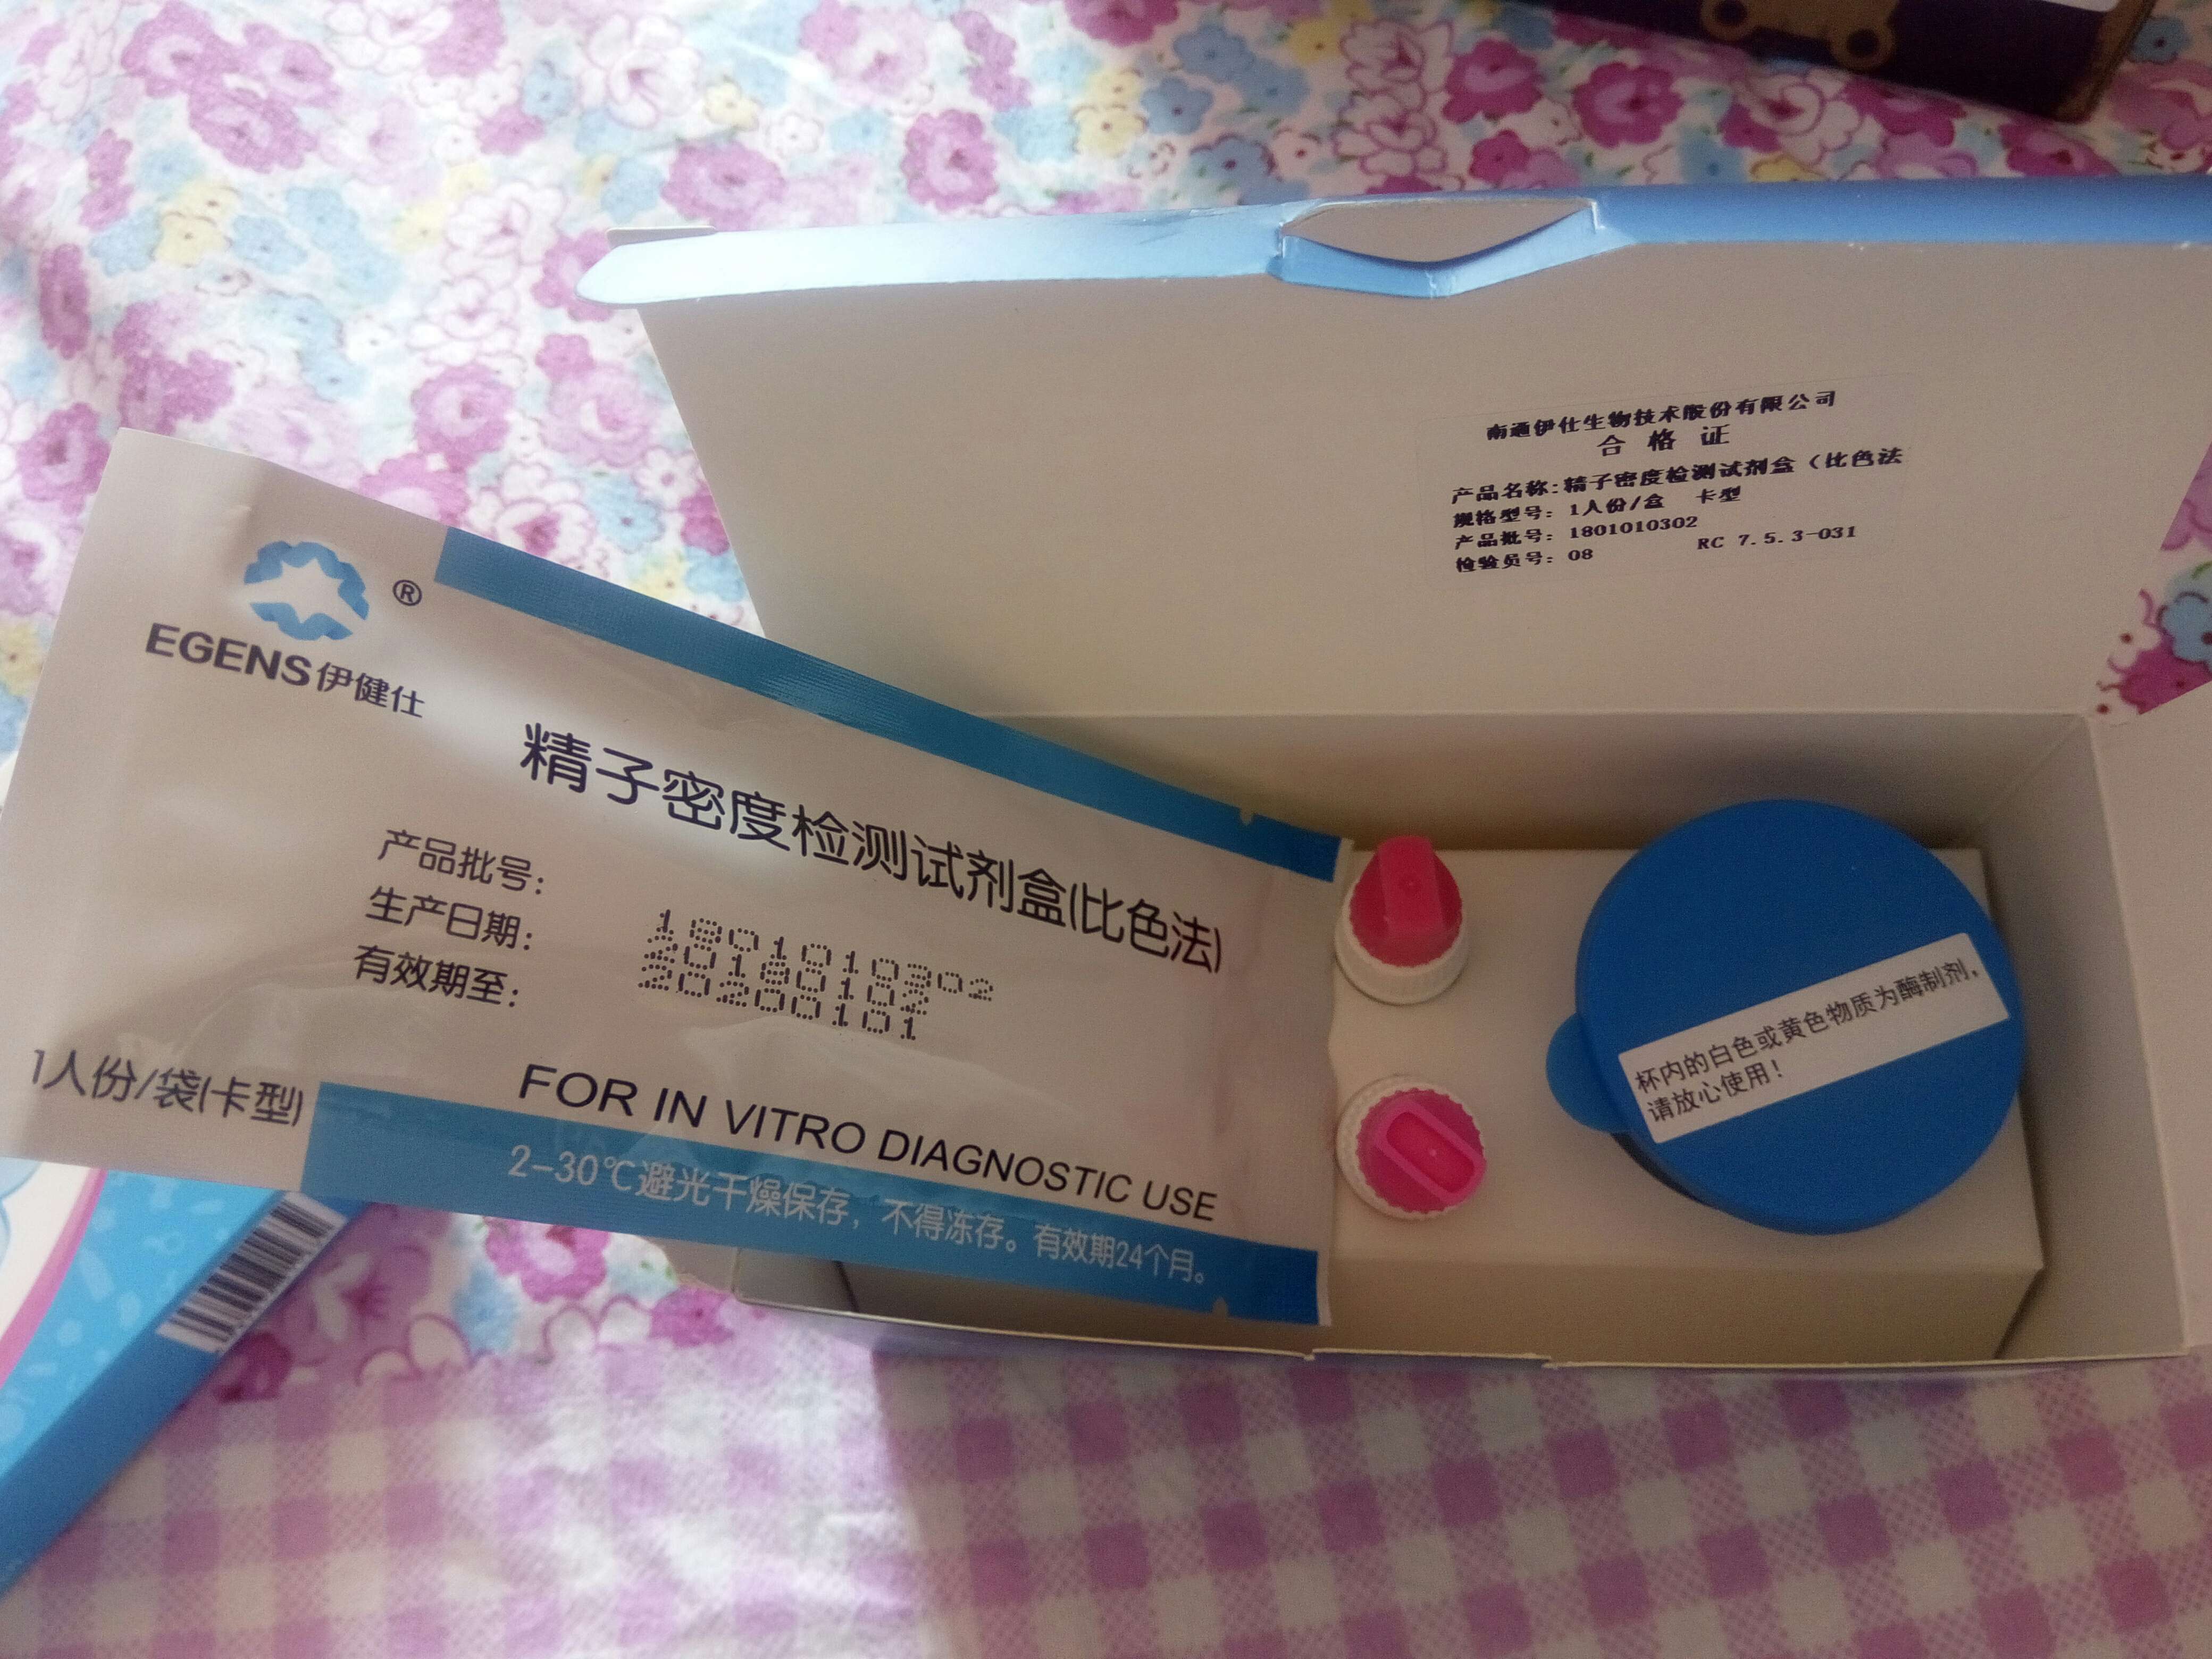 南通伊仕生物技术股份有限公司
合格证
产品名称：精子密度检测试剂盒（比色法
规格型号： 1人份/盒 卡型
产品批号： 1801010302
检验员号： 08 RC 7.5.3-031
®
EGENS伊健仕
精子密度检测试剂盒(比色法)
产品批号： 1801010302
生产日期： 20180102
有效期至： 20200101
1人份/袋(卡型)
FOR IN VITRO DIAGNOSTIC USE
2-30℃避光干燥保存，不得冻存。有效期24个月。
杯内的白色或黄色物质为酶制剂，
请放心使用！